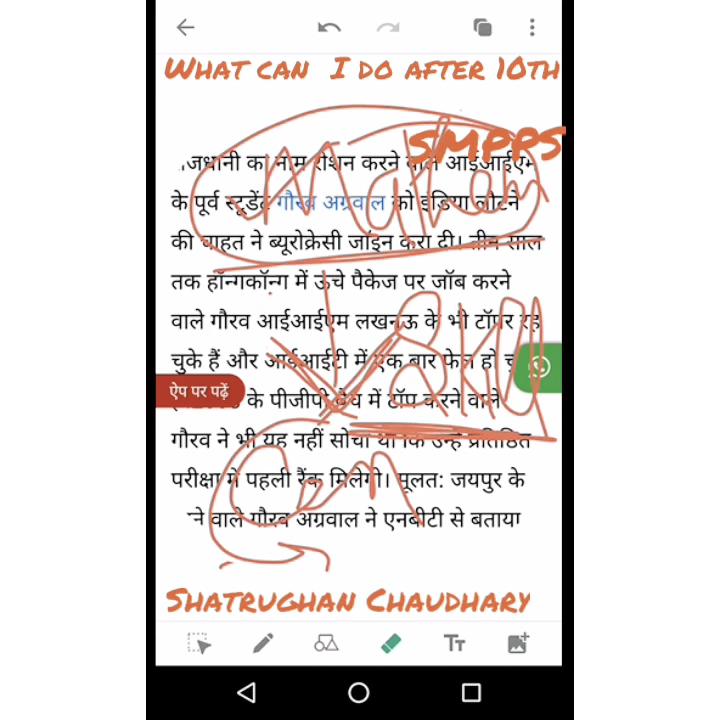 WHAT CAN I DO AFTER 10TH
SMPPS
जधानी का नाम रोशन करने वाले आईआईएम
के पूर्व स्टूडेंट गौरव अग्रवाल को इंडिया लौटने
की चाहत ने ब्यूरोक्रेसी जॉइन करा दी। तीन साल
तक हॉन्गकॉन्ग में ऊंचे पैकेज पर जॉब करने
वाले गौरव आईआईएम लखनऊ के भी टॉपर रह
चुके हैं और आईआईटी में एक बार फेल हो
ऐप पर पढ़ें
के पीजीपी बैच में टॉप करने वाले
गौरव ने भी यह नहीं सोचा था कि उन्हें प्रतिष्ठित
परीक्षा में पहली रैंक मिलेगी। मूलत: जयपुर के
ने वाले गौरव अग्रवाल ने एनबीटी से बताया
SHATRUGHAN CHAUDHARY
Tт